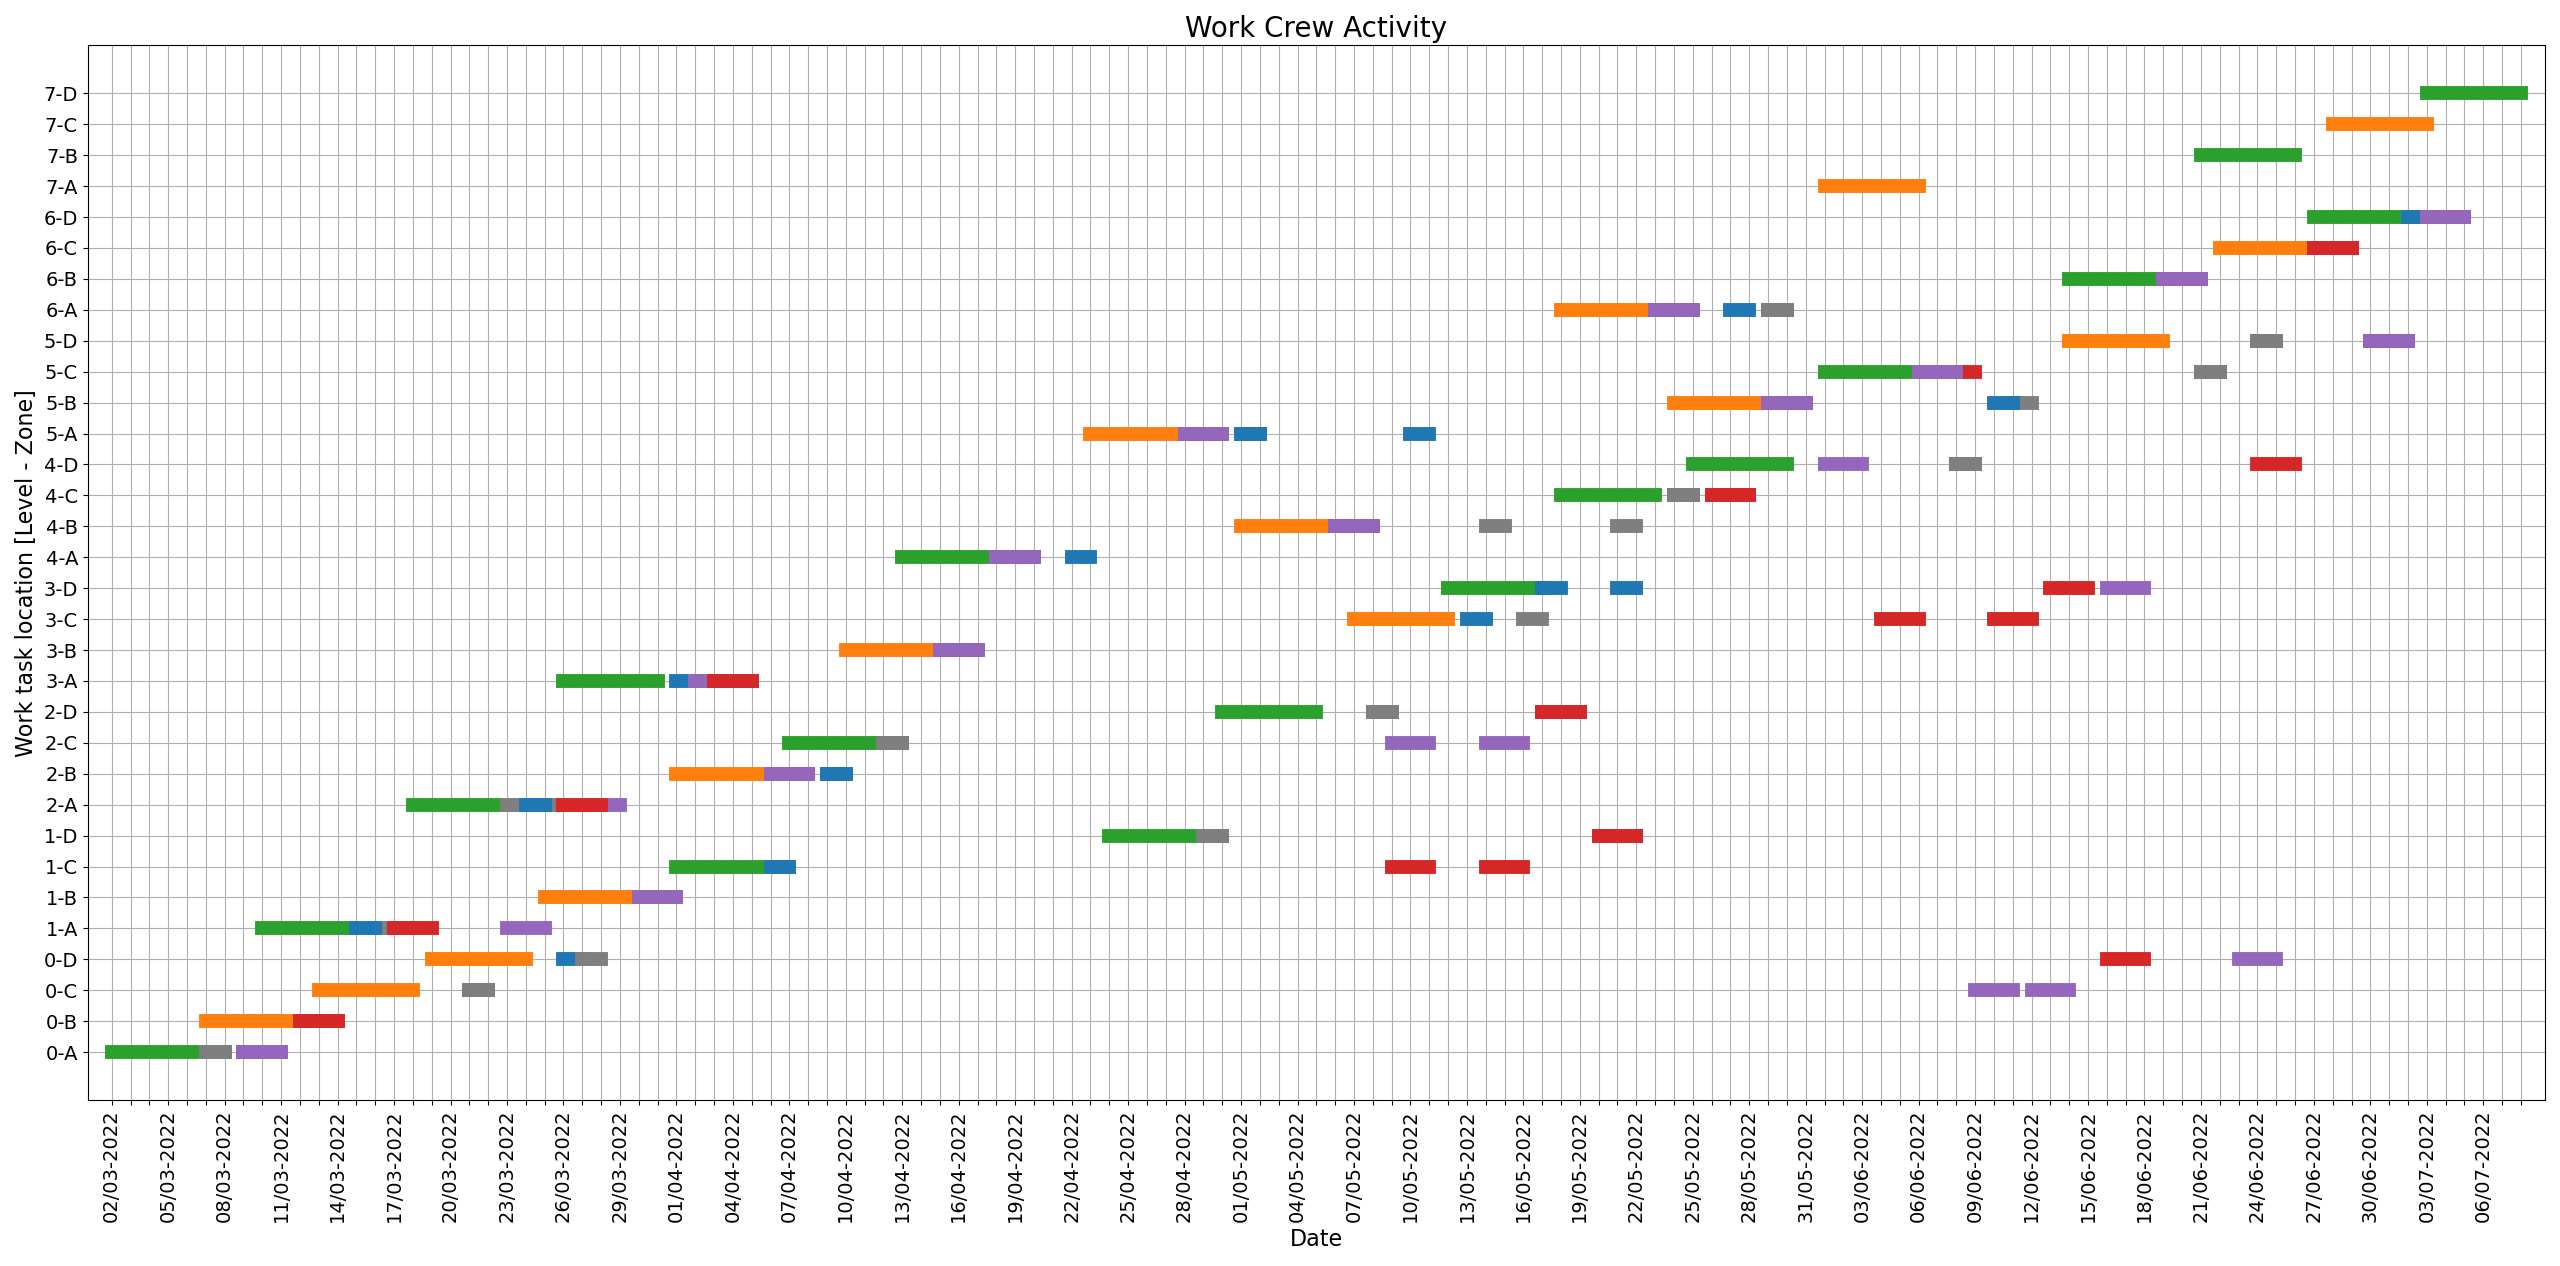 Work Crew Activity
Work task location [Level - Zone]
7-D
7-C
7-B
7-A
6-D
6-C
6-B
6-A
5-D
5-C
5-B
5-A
4-D
4-C
4-B
4-A
3-D
3-C
3-B
3-A
2-D
2-C
2-B
2-A
1-D
1-C
1-B
1-A
0-D
0-C
0-B
0-A
02/03-2022
05/03-2022
08/03-2022
11/03-2022
14/03-2022
17/03-2022
20/03-2022
23/03-2022
26/03-2022
29/03-2022
01/04-2022
04/04-2022
07/04-2022
10/04-2022
13/04-2022
16/04-2022
19/04-2022
22/04-2022
25/04-2022
28/04-2022
01/05-2022
04/05-2022
07/05-2022
10/05-2022
13/05-2022
16/05-2022
19/05-2022
22/05-2022
25/05-2022
28/05-2022
31/05-2022
03/06-2022
06/06-2022
09/06-2022
12/06-2022
15/06-2022
18/06-2022
21/06-2022
24/06-2022
27/06-2022
30/06-2022
03/07-2022
06/07-2022
Date